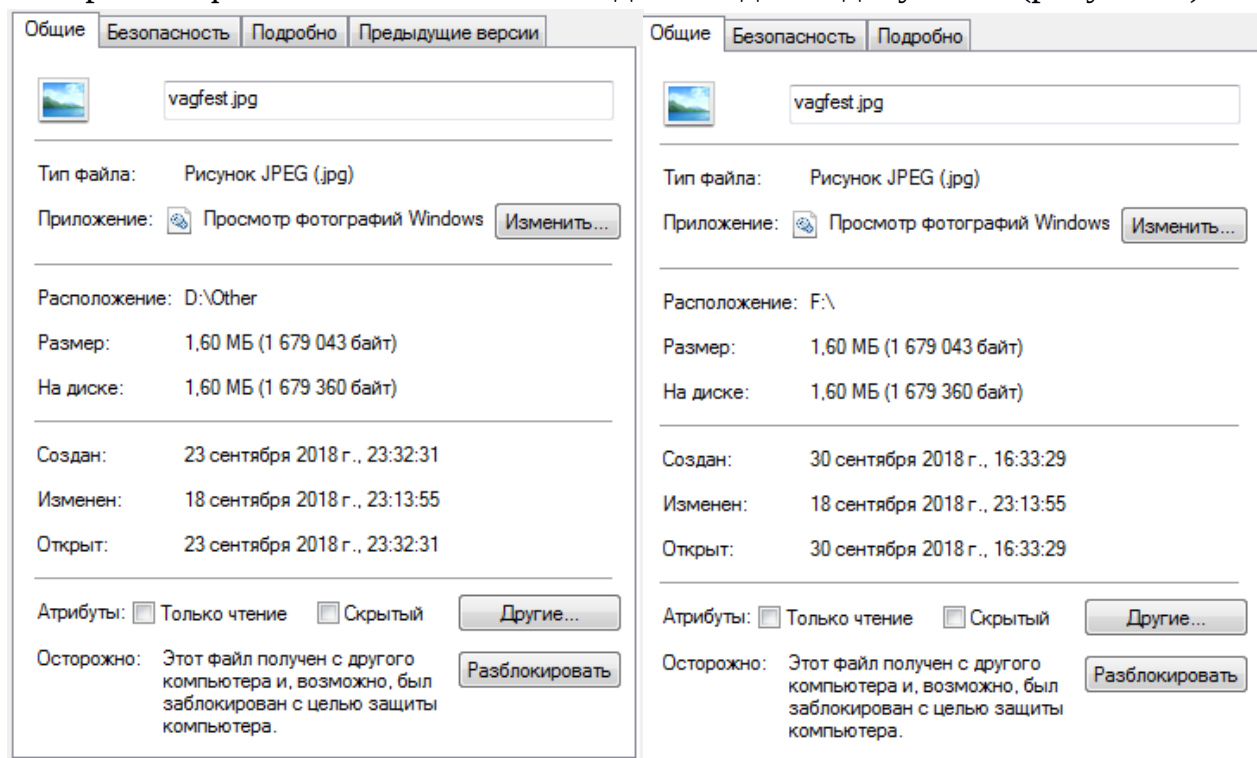 Общие Безопасность Подробно Предыдущие версии
vagfest.jpg
Тип файла: Рисунок JPEG (.jpg)
Приложение: Просмотр фотографий Windows Изменить...
Расположение: D:\Other
Размер: 1,60 МБ (1 679 043 байт)
На диске: 1,60 МБ (1 679 360 байт)
Создан: 23 сентября 2018 г., 23:32:31
Изменен: 18 сентября 2018 г., 23:13:55
Открыт: 23 сентября 2018 г., 23:32:31
Атрибуты: Только чтение Скрытый Другие...
Осторожно: Этот файл получен с другого
компьютера и, возможно, был
заблокирован с целью защиты
компьютера.
Разблокировать
Общие Безопасность Подробно
vagfest.jpg
Тип файла: Рисунок JPEG (.jpg)
Приложение: Просмотр фотографий Windows Изменить...
Расположение: F:\
Размер: 1,60 МБ (1 679 043 байт)
На диске: 1,60 МБ (1 679 360 байт)
Создан: 30 сентября 2018 г., 16:33:29
Изменен: 18 сентября 2018 г., 23:13:55
Открыт: 30 сентября 2018 г., 16:33:29
Атрибуты: Только чтение Скрытый Другие...
Осторожно: Этот файл получен с другого
компьютера и, возможно, был
заблокирован с целью защиты
компьютера.
Разблокировать